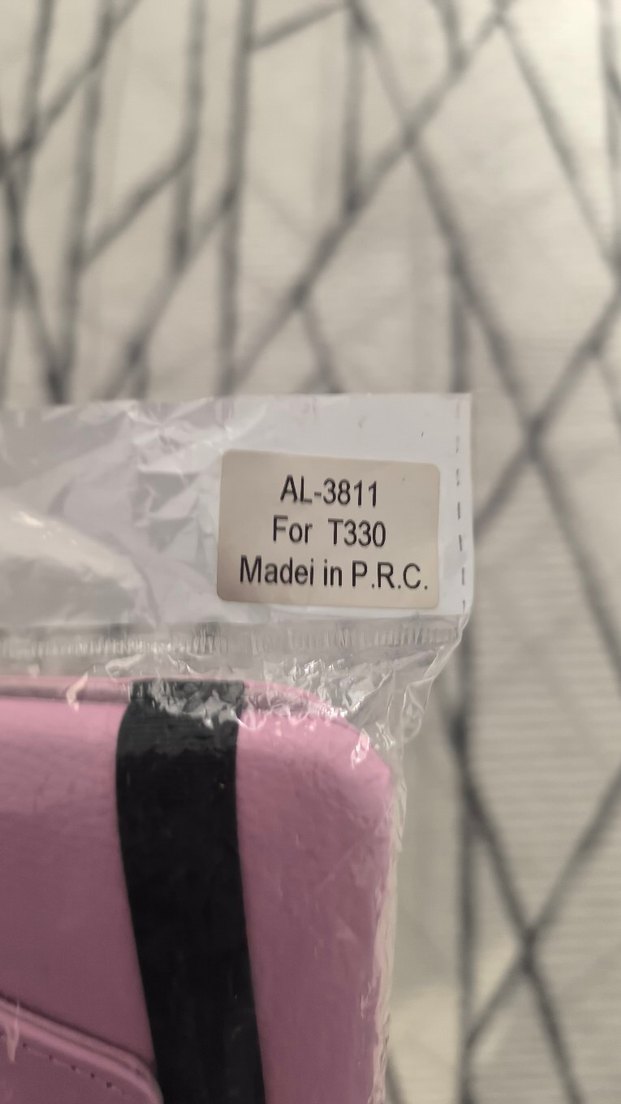 AL-3811
For T330
Madei in P.R.C.